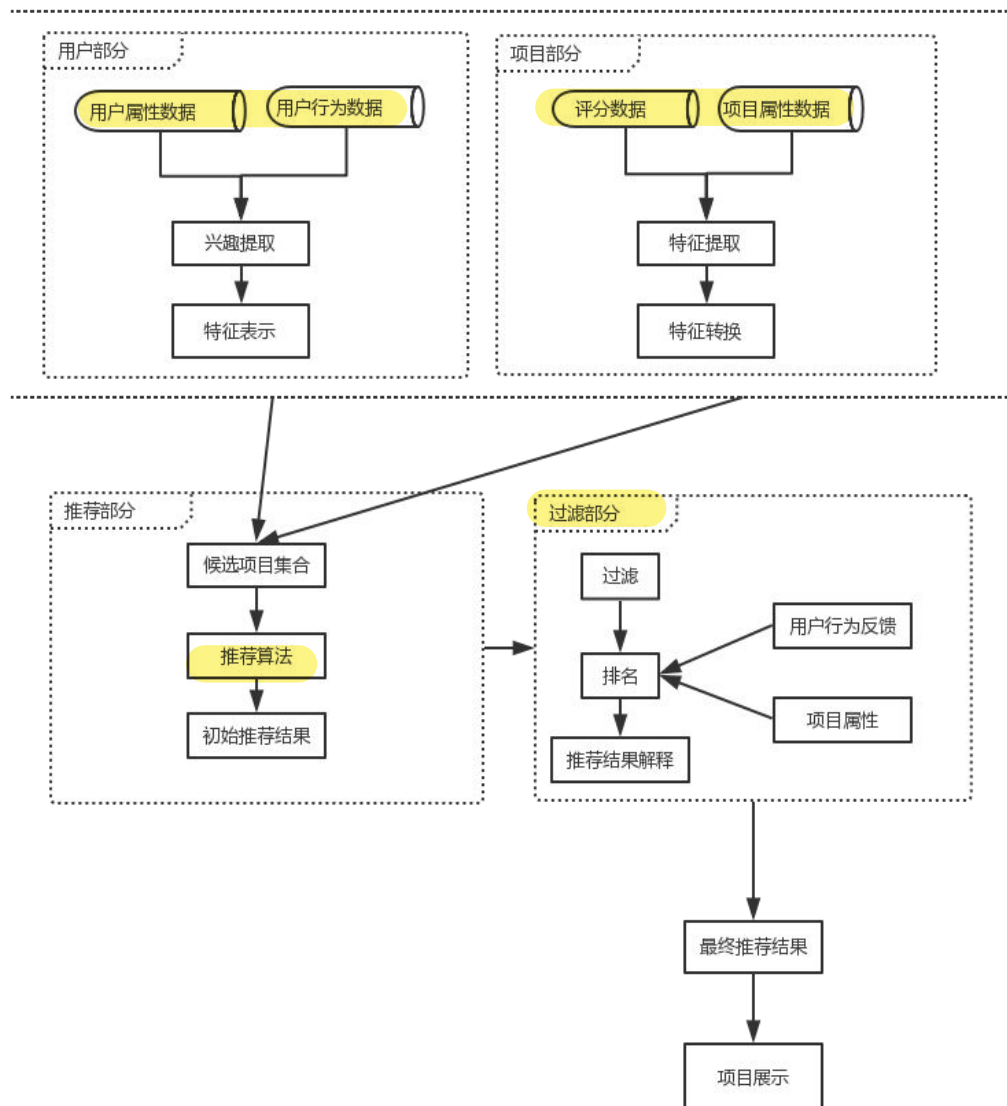 用户部分
用户属性数据
用户行为数据
兴趣提取
特征表示
项目部分
评分数据
项目属性数据
特征提取
特征转换
推荐部分
候选项目集合
推荐算法
初始推荐结果
过滤部分
过滤
排名
推荐结果解释
用户行为反馈
项目属性
最终推荐结果
项目展示